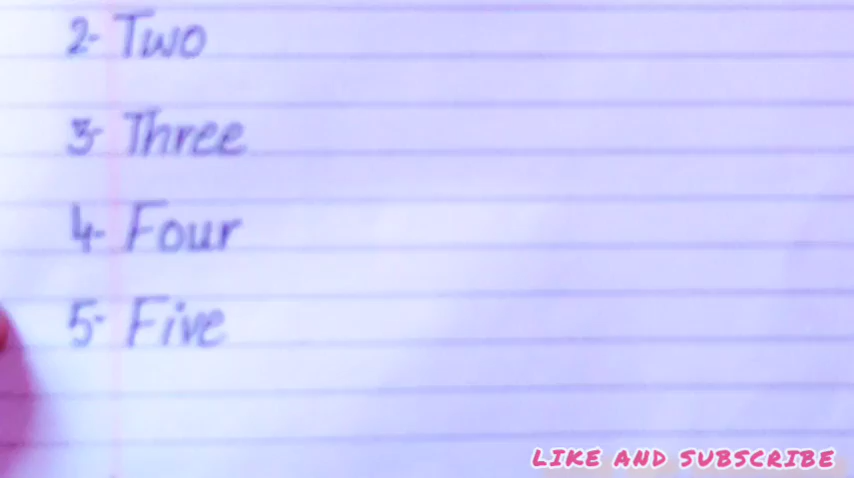 2- Two
3- Three
4- Four
5- Five
LIKE AND SUBSCRIBE